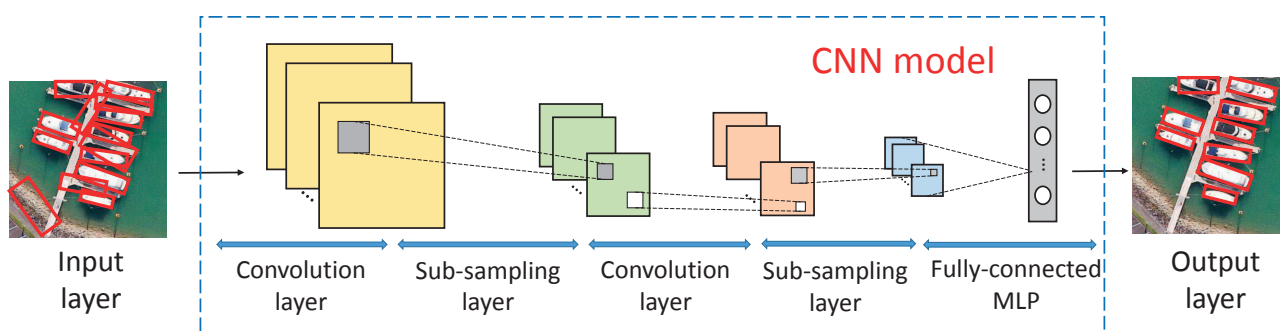 CNN model
Input
layer
Convolution
layer
Sub-sampling
layer
Convolution
layer
Sub-sampling
layer
Fully-connected
MLP
Output
layer